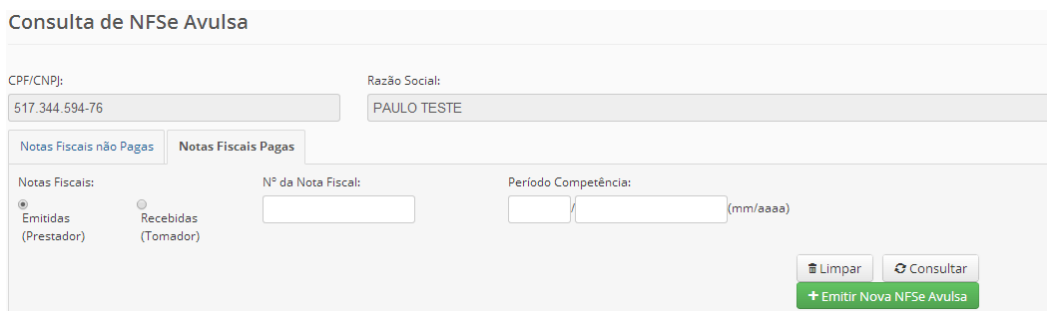 Consulta de NFSe Avulsa
CPF/CNPJ: Razão Social:
517.344.594-76 PAULO TESTE
Notas Fiscais não Pagas Notas Fiscais Pagas
Notas Fiscais: Nº da Nota Fiscal: Período Competência:
/ (mm/aaaa)
Emitidas Recebidas
(Prestador) (Tomador)
Limpar Consultar
+ Emitir Nova NFSe Avulsa